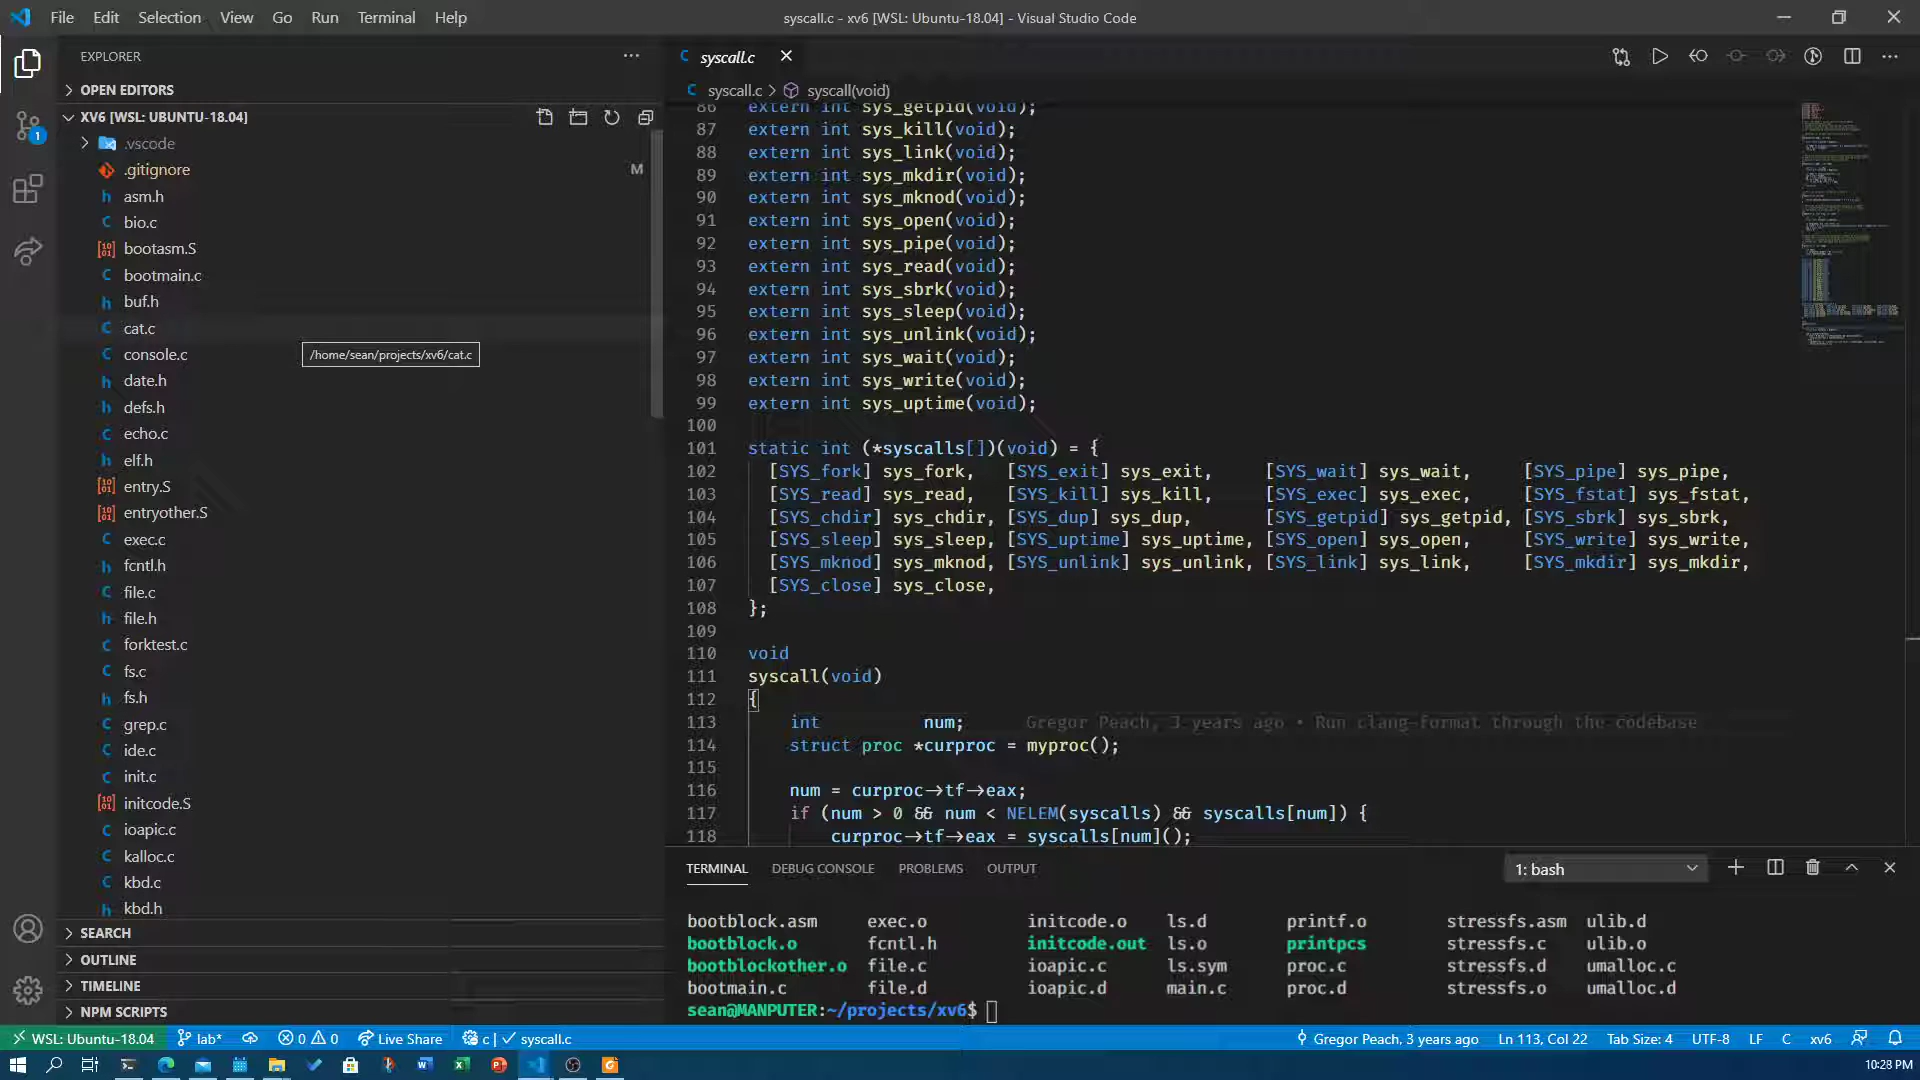 File Edit Selection View Go Run Terminal Help
syscall.c - xv6 [WSL: Ubuntu-18.04] - Visual Studio Code
EXPLORER
OPEN EDITORS
XV6 [WSL: UBUNTU-18.04]
.vscode
.gitignore M
asm.h
bio.c
bootasm.S
bootmain.c
buf.h
cat.c
console.c
/home/sean/projects/xv6/cat.c
date.h
defs.h
echo.c
elf.h
entry.S
entryother.S
exec.c
fcntl.h
file.c
file.h
forktest.c
fs.c
fs.h
grep.c
ide.c
init.c
initcode.S
ioapic.c
kalloc.c
kbd.c
kbd.h
SEARCH
OUTLINE
TIMELINE
NPM SCRIPTS
syscall.c
syscall.c > syscall(void)
86 extern int sys_getpid(void);
87 extern int sys_kill(void);
88 extern int sys_link(void);
89 extern int sys_mkdir(void);
90 extern int sys_mknod(void);
91 extern int sys_open(void);
92 extern int sys_pipe(void);
93 extern int sys_read(void);
94 extern int sys_sbrk(void);
95 extern int sys_sleep(void);
96 extern int sys_unlink(void);
97 extern int sys_wait(void);
98 extern int sys_write(void);
99 extern int sys_uptime(void);
100
101 static int (*syscalls[])(void) = {
102 [SYS_fork] sys_fork, [SYS_exit] sys_exit, [SYS_wait] sys_wait, [SYS_pipe] sys_pipe,
103 [SYS_read] sys_read, [SYS_kill] sys_kill, [SYS_exec] sys_exec, [SYS_fstat] sys_fstat,
104 [SYS_chdir] sys_chdir, [SYS_dup] sys_dup, [SYS_getpid] sys_getpid, [SYS_sbrk] sys_sbrk,
105 [SYS_sleep] sys_sleep, [SYS_uptime] sys_uptime, [SYS_open] sys_open, [SYS_write] sys_write,
106 [SYS_mknod] sys_mknod, [SYS_unlink] sys_unlink, [SYS_link] sys_link, [SYS_mkdir] sys_mkdir,
107 [SYS_close] sys_close,
108 };
109
110 void
111 syscall(void)
112 {
113 int num; Gregor Peach, 3 years ago • Run clang-format through the codebase
114 struct proc *curproc = myproc();
115
116 num = curproc->tf->eax;
117 if (num > 0 && num < NELEM(syscalls) && syscalls[num]) {
118 curproc->tf->eax = syscalls[num]();
TERMINAL DEBUG CONSOLE PROBLEMS OUTPUT 1: bash
bootblock.asm exec.o initcode.o ls.d printf.o stressfs.asm ulib.d
bootblock.o fcntl.h initcode.out ls.o printpcs stressfs.c ulib.o
bootblockother.o file.c ioapic.c ls.sym proc.c stressfs.d umalloc.c
bootmain.c file.d ioapic.d main.c proc.d stressfs.o umalloc.d
sean@MANPUTER:~/projects/xv6$
1
WSL: Ubuntu-18.04 lab* 0 0 Live Share c | ✓ syscall.c Gregor Peach, 3 years ago Ln 113, Col 22 Tab Size: 4 UTF-8 LF C xv6
10:28 PM